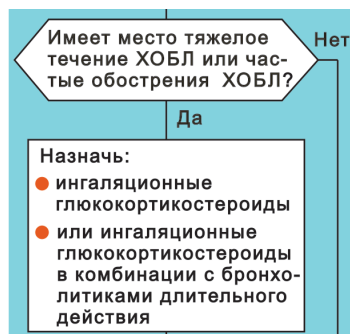 Имеет место тяжелое
течение ХОБЛ или час-
тые обострения ХОБЛ?
Нет
Да
Назначь:
ингаляционные
глюкокортикостероиды
или ингаляционные
глюкокортикостероиды
в комбинации с бронхо-
литиками длительного
действия